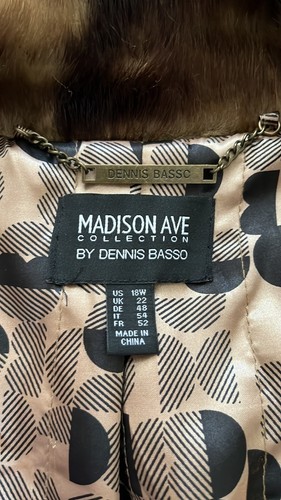 DENNIS BASSO
MADISON AVE
COLLECTION
BY DENNIS BASSO
US 18W
UK 22
DE 48
IT 54
FR 52
MADE IN
CHINA